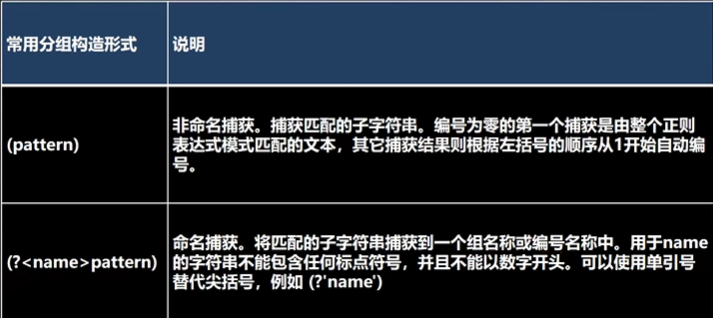 常用分组构造形式
说明
(pattern)
非命名捕获。捕获匹配的子字符串。编号为零的第一个捕获是由整个正则
表达式模式匹配的文本，其它捕获结果则根据左括号的顺序从1开始自动编
号。
(?<name>pattern)
命名捕获。将匹配的子字符串捕获到一个组名称或编号名称中。用于name
的字符串不能包含任何标点符号，并且不能以数字开头。可以使用单引号
替代尖括号，例如 (?'name')